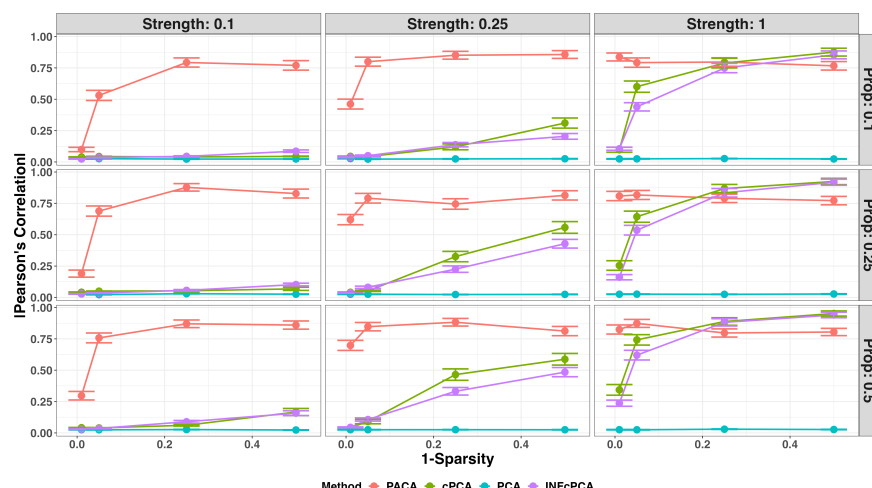 Strength: 0.1 Strength: 0.25 Strength: 1
1.00
0.75
0.50
0.25
0.00
Prop: 0.1
1.00
0.75
0.50
0.25
0.00
Prop: 0.25
1.00
0.75
0.50
0.25
0.00
Prop: 0.5
|Pearson's Correlation|
0.0 0.2 0.4 0.0 0.2 0.4 0.0 0.2 0.4
1-Sparsity
Method PACA cPCA PCA INFcPCA